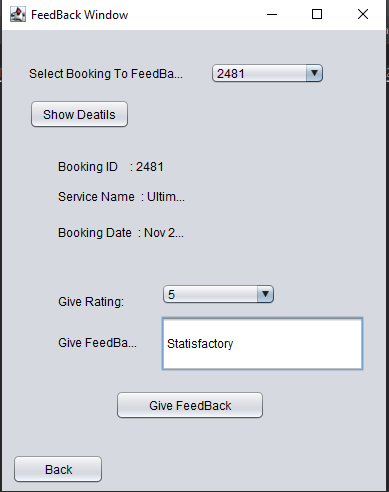 FeedBack Window
Select Booking To FeedBa... 2481
Show Deatils
Booking ID : 2481
Service Name : Ultim...
Booking Date : Nov 2...
Give Rating: 5
Give FeedBa... Statisfactory
Give FeedBack
Back